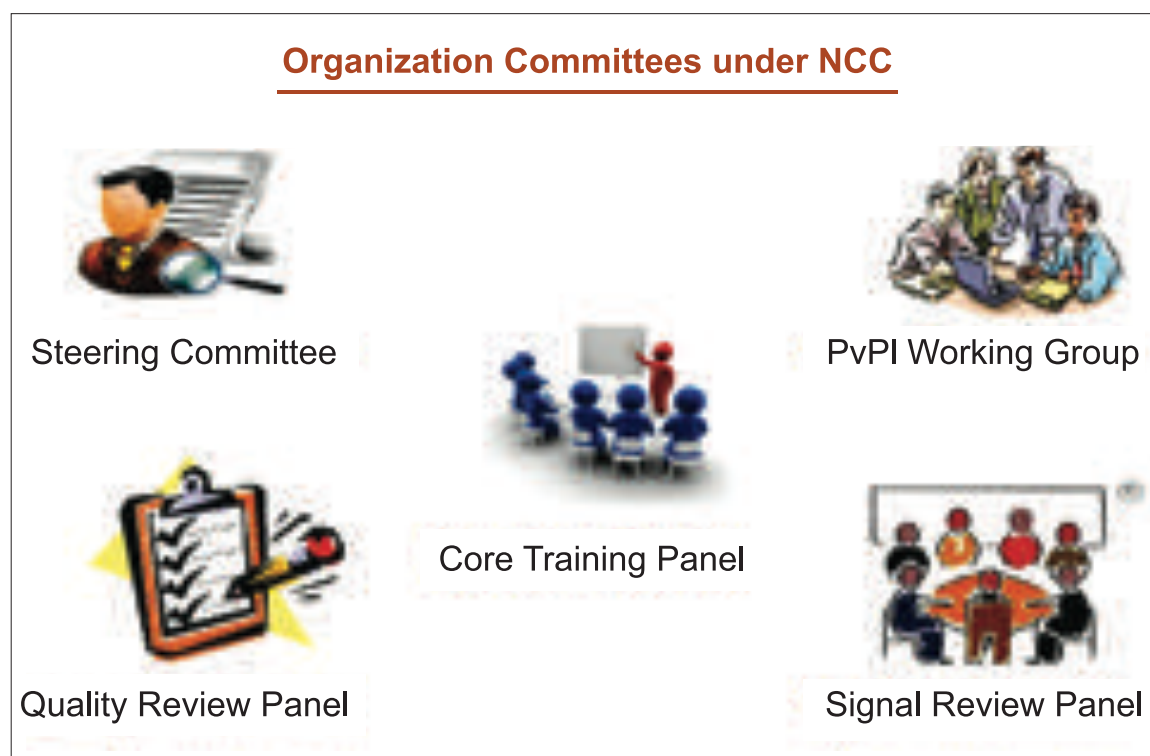 Organization Committees under NCC
Steering Committee
PvPI Working Group
Core Training Panel
Quality Review Panel
Signal Review Panel